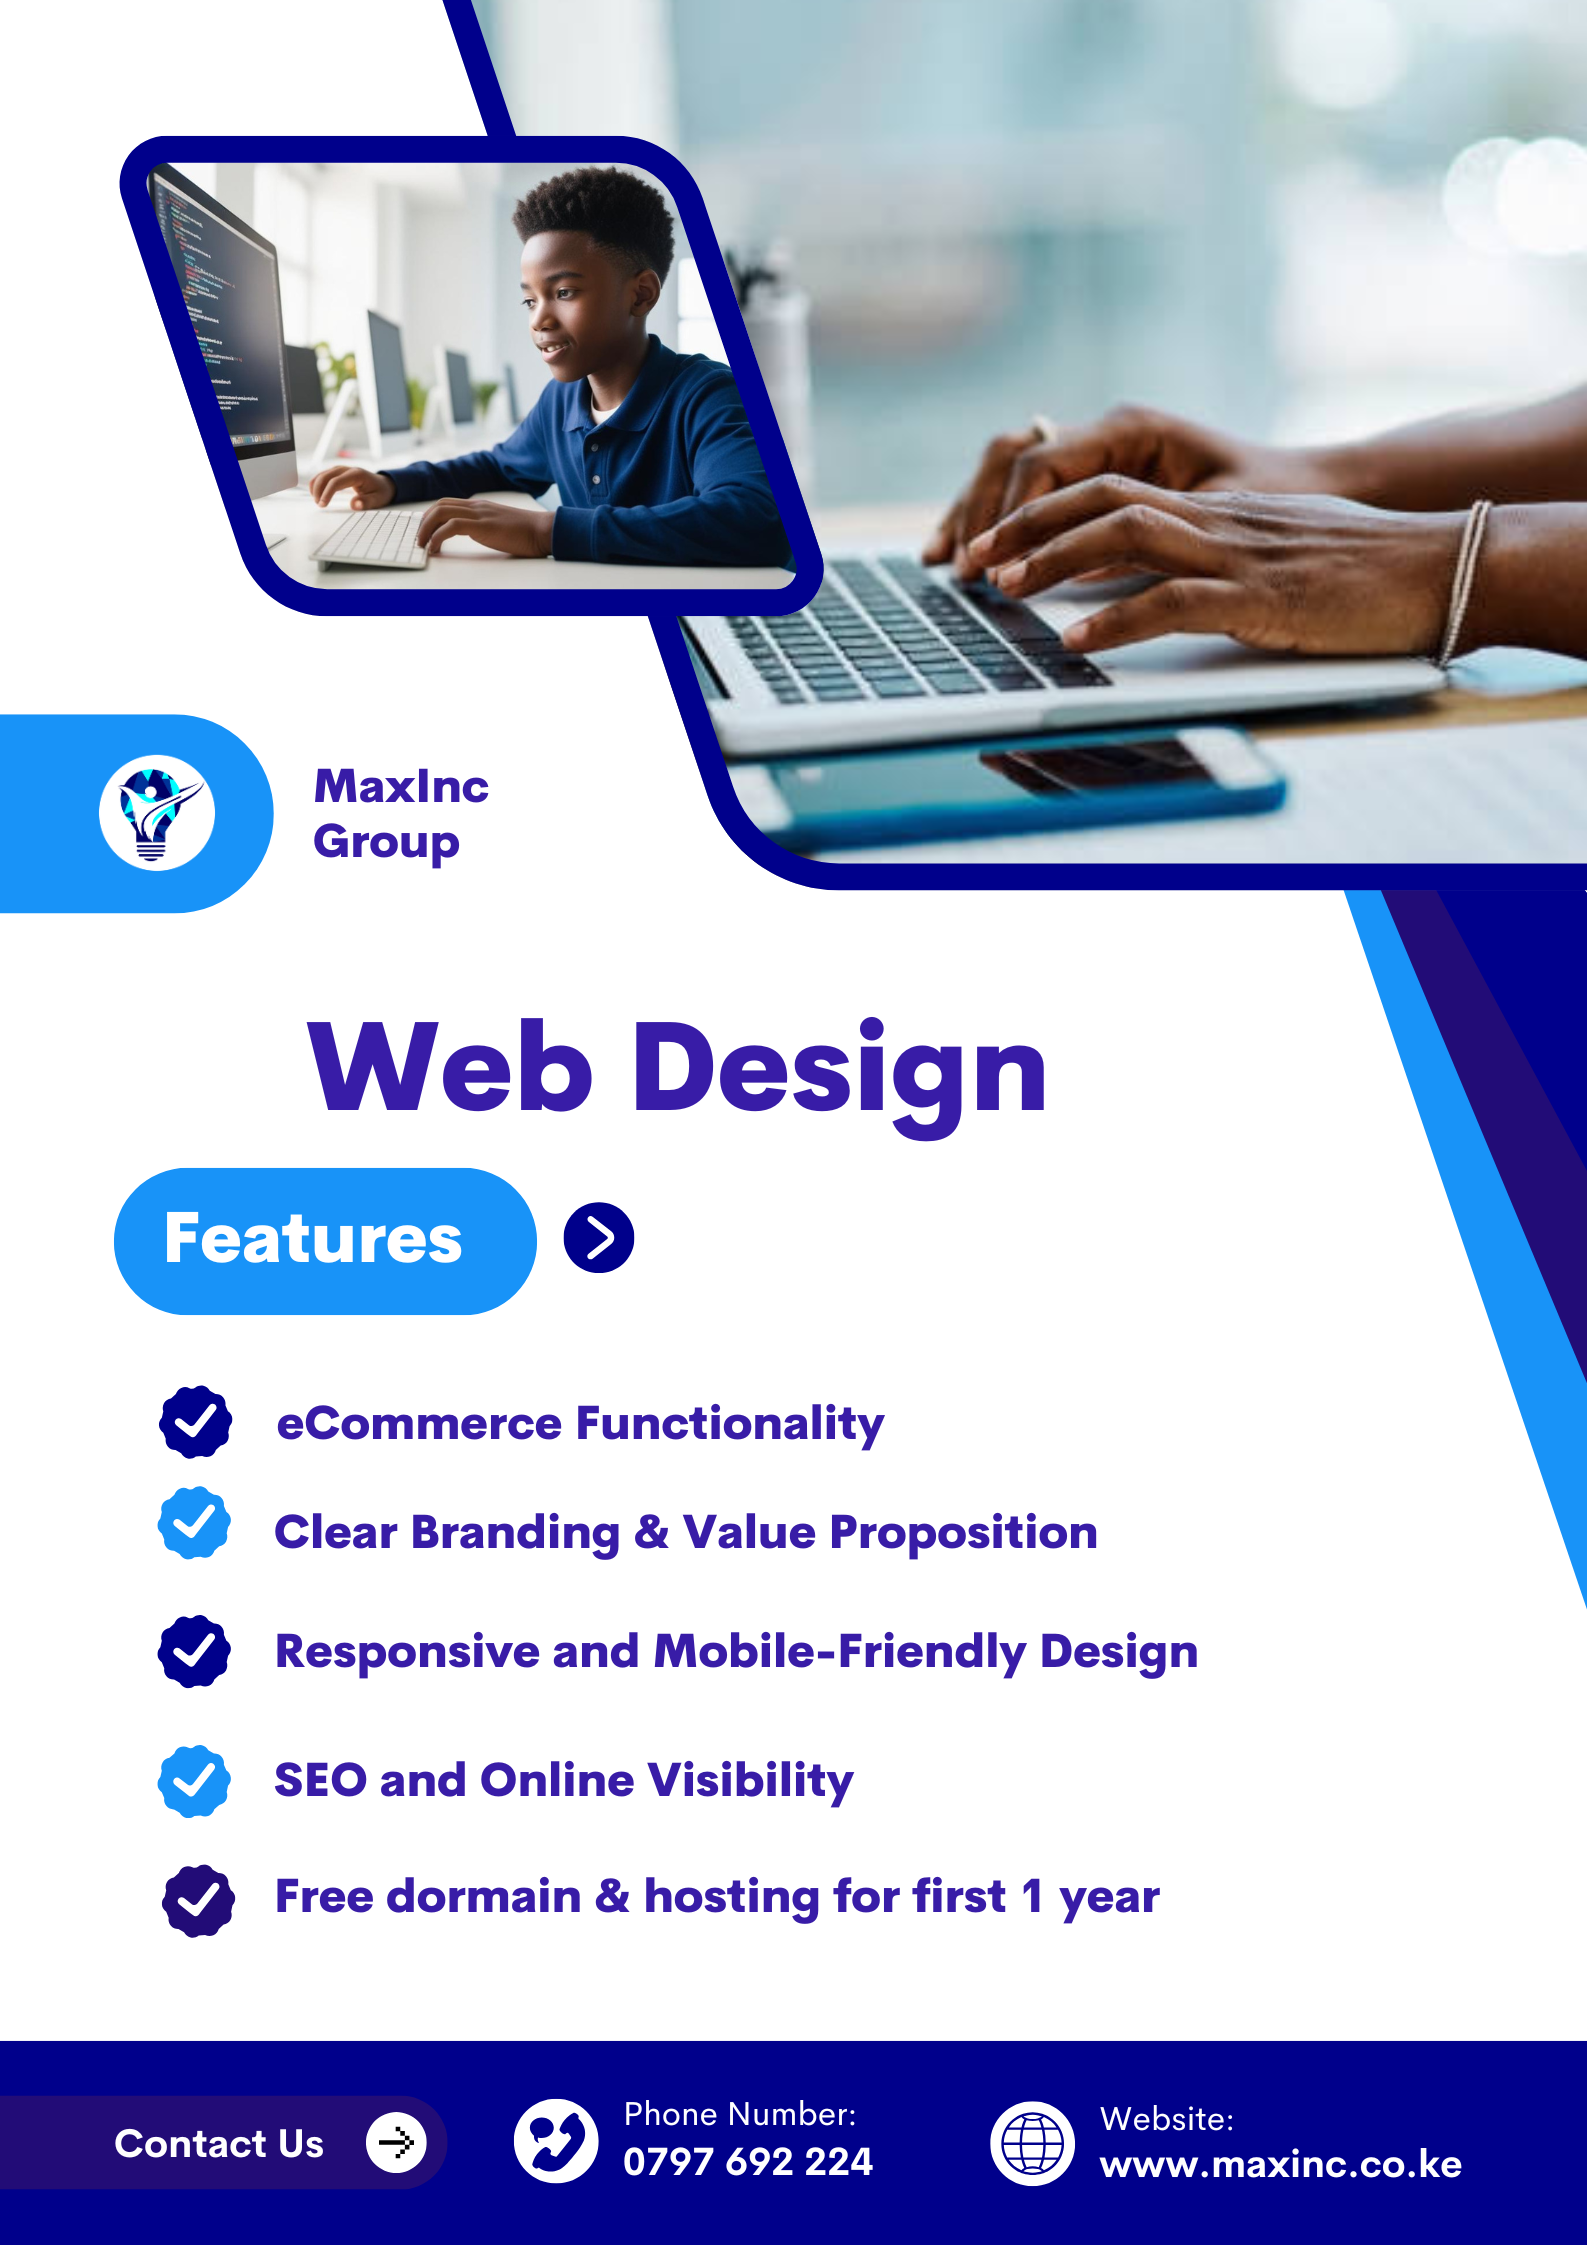 MaxInc
Group
Web Design
Features
eCommerce Functionality
Clear Branding & Value Proposition
Responsive and Mobile-Friendly Design
SEO and Online Visibility
Free dormain & hosting for first 1 year
Contact Us
Phone Number:
0797 692 224
Website:
www.maxinc.co.ke